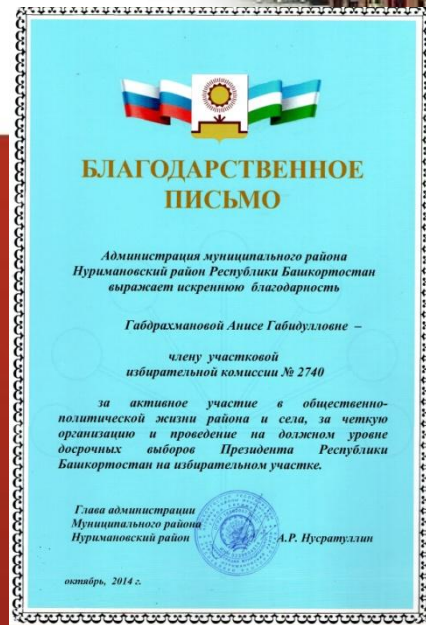 БЛАГОДАРСТВЕННОЕ
ПИСЬМО
Администрация муниципального района
Нуримановский район Республики Башкортостан
выражает искреннюю благодарность
Габдрахмановой Анисе Габидулловне –
члену участковой
избирательной комиссии № 2740
за активное участие в общественно-
политической жизни района и села, за четкую
организацию и проведение на должном уровне
досрочных выборов Президента Республики
Башкортостан на избирательном участке.
Глава администрации
Муниципального района
Нуримановский район А.Р. Нусратуллин
октябрь, 2014 г.